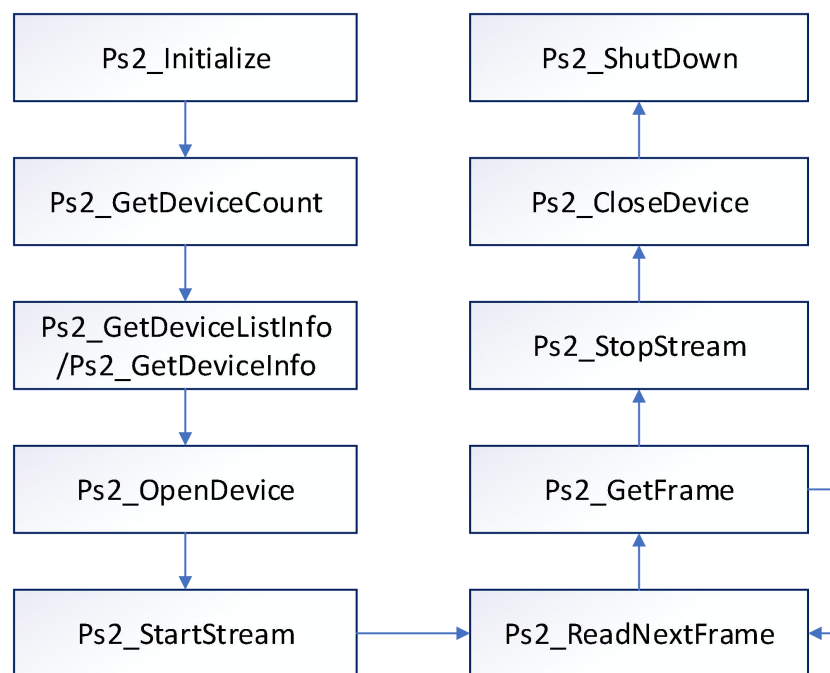 Ps2_Initialize
Ps2_GetDeviceCount
Ps2_GetDeviceListInfo
/Ps2_GetDeviceInfo
Ps2_OpenDevice
Ps2_StartStream
Ps2_ShutDown
Ps2_CloseDevice
Ps2_StopStream
Ps2_GetFrame
Ps2_ReadNextFrame